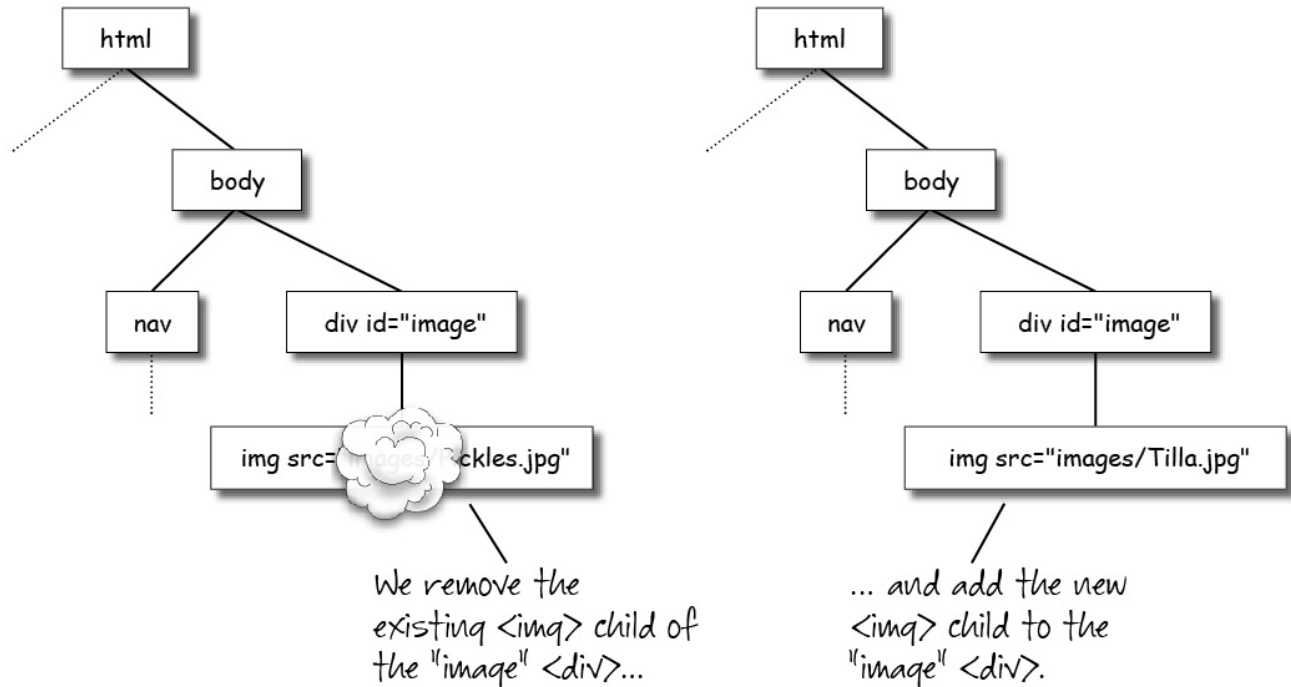 html
body
nav
div id="image"
img src="images/Pickles.jpg"
We remove the
existing <img> child of
the "image" <div>...
html
body
nav
div id="image"
img src="images/Tilla.jpg"
... and add the new
<img> child to the
"image" <div>.